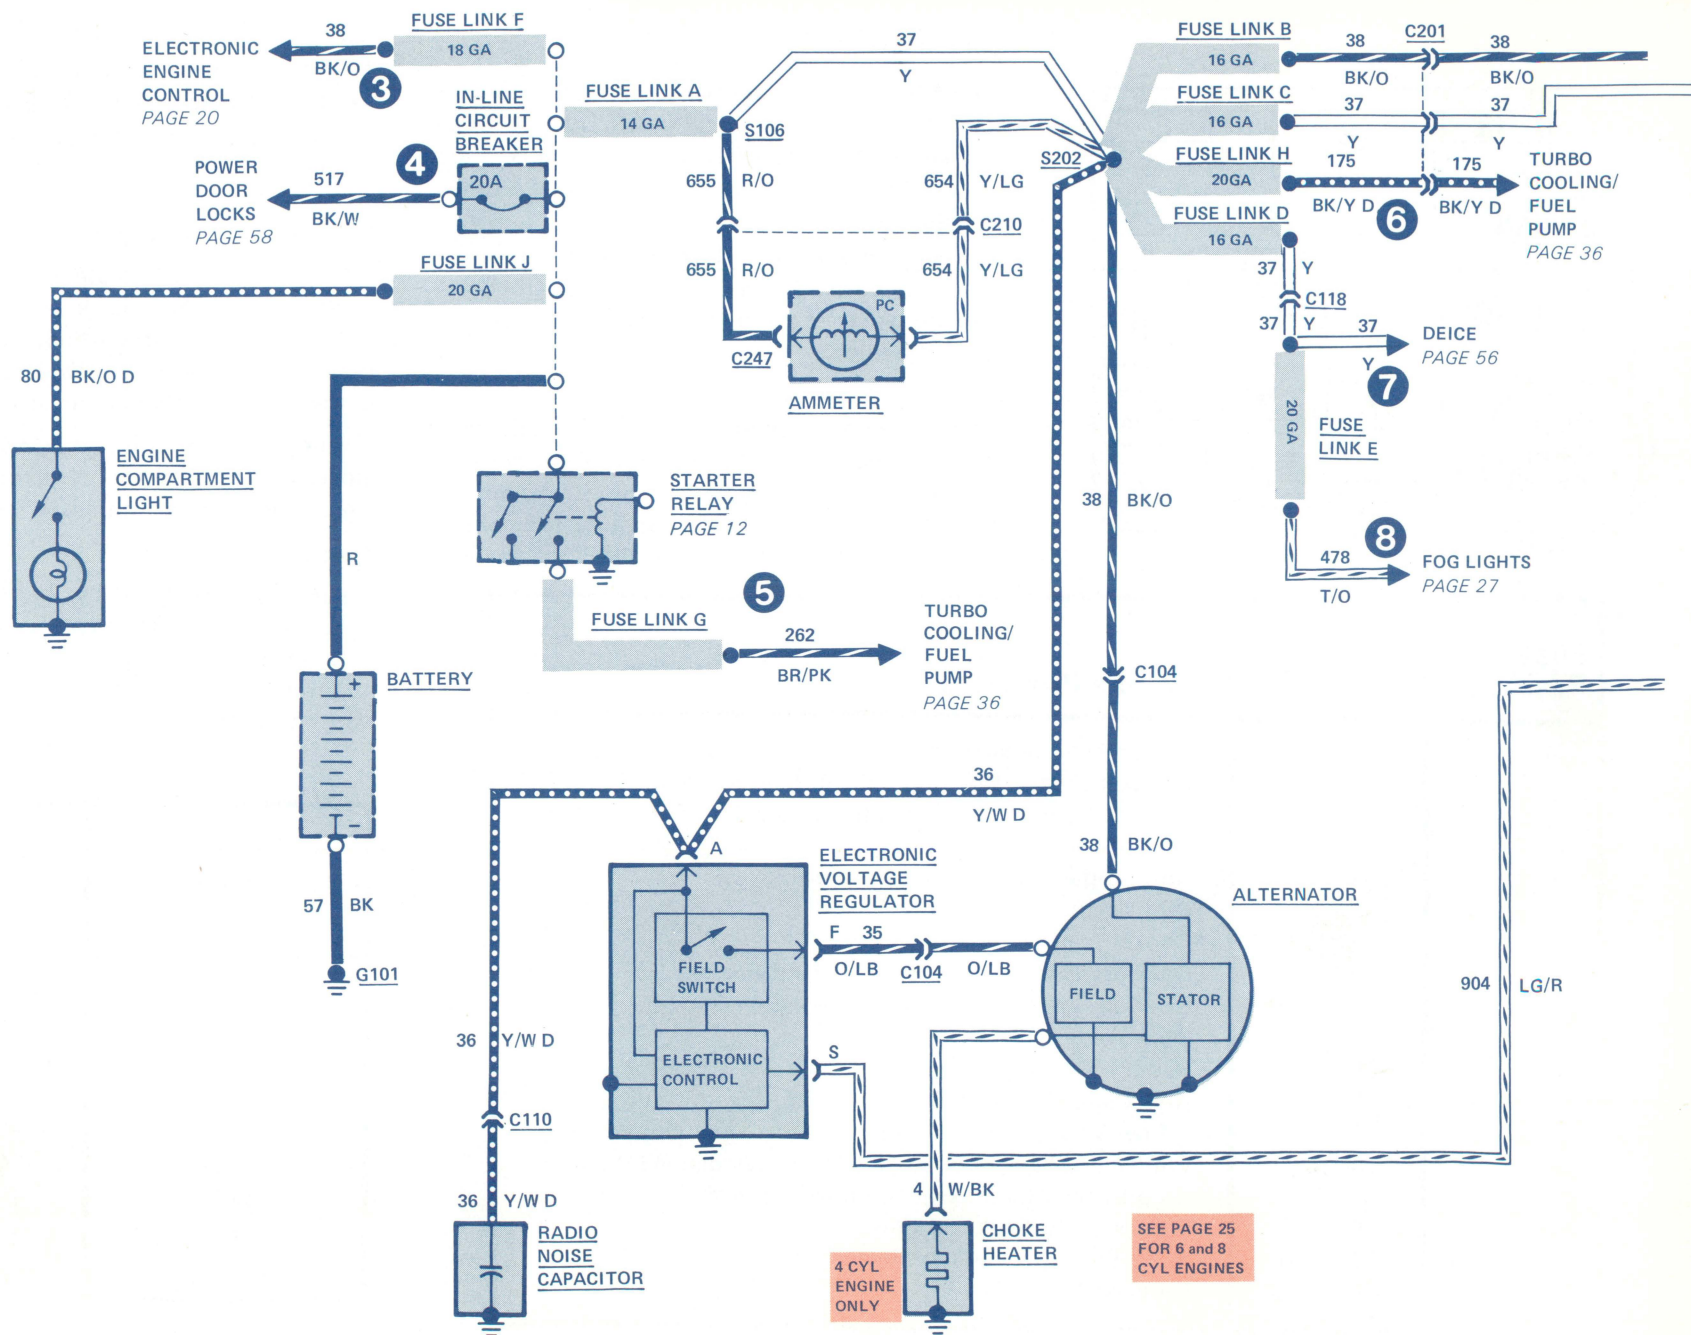 FUSE LINK F
38
18 GA
BK/O
ELECTRONIC
ENGINE
CONTROL
PAGE 20
3
IN-LINE
CIRCUIT
BREAKER
20A
4
POWER
DOOR
LOCKS
PAGE 58
517
BK/W
FUSE LINK J
20 GA
80
BK/O D
ENGINE
COMPARTMENT
LIGHT
FUSE LINK A
14 GA
S106
37
Y
655
R/O
654
Y/LG
C210
655
R/O
654
Y/LG
PC
C247
AMMETER
S202
FUSE LINK B
16 GA
38
BK/O
C201
38
BK/O
FUSE LINK C
16 GA
37
Y
37
Y
FUSE LINK H
20GA
175
BK/Y D
175
BK/Y D
6
TURBO
COOLING/
FUEL
PUMP
PAGE 36
FUSE LINK D
16 GA
37
Y
C118
37
Y
37
Y
DEICE
PAGE 56
7
20 GA
FUSE
LINK E
8
478
T/O
FOG LIGHTS
PAGE 27
STARTER
RELAY
PAGE 12
R
FUSE LINK G
5
262
BR/PK
TURBO
COOLING/
FUEL
PUMP
PAGE 36
38
BK/O
C104
BATTERY
+
−
57
BK
G101
36
Y/W D
A
38
BK/O
ELECTRONIC
VOLTAGE
REGULATOR
ALTERNATOR
F
35
O/LB
C104
O/LB
FIELD
SWITCH
FIELD
STATOR
904
LG/R
36
Y/W D
ELECTRONIC
CONTROL
S
C110
36
Y/W D
RADIO
NOISE
CAPACITOR
4
W/BK
CHOKE
HEATER
4 CYL
ENGINE
ONLY
SEE PAGE 25
FOR 6 and 8
CYL ENGINES